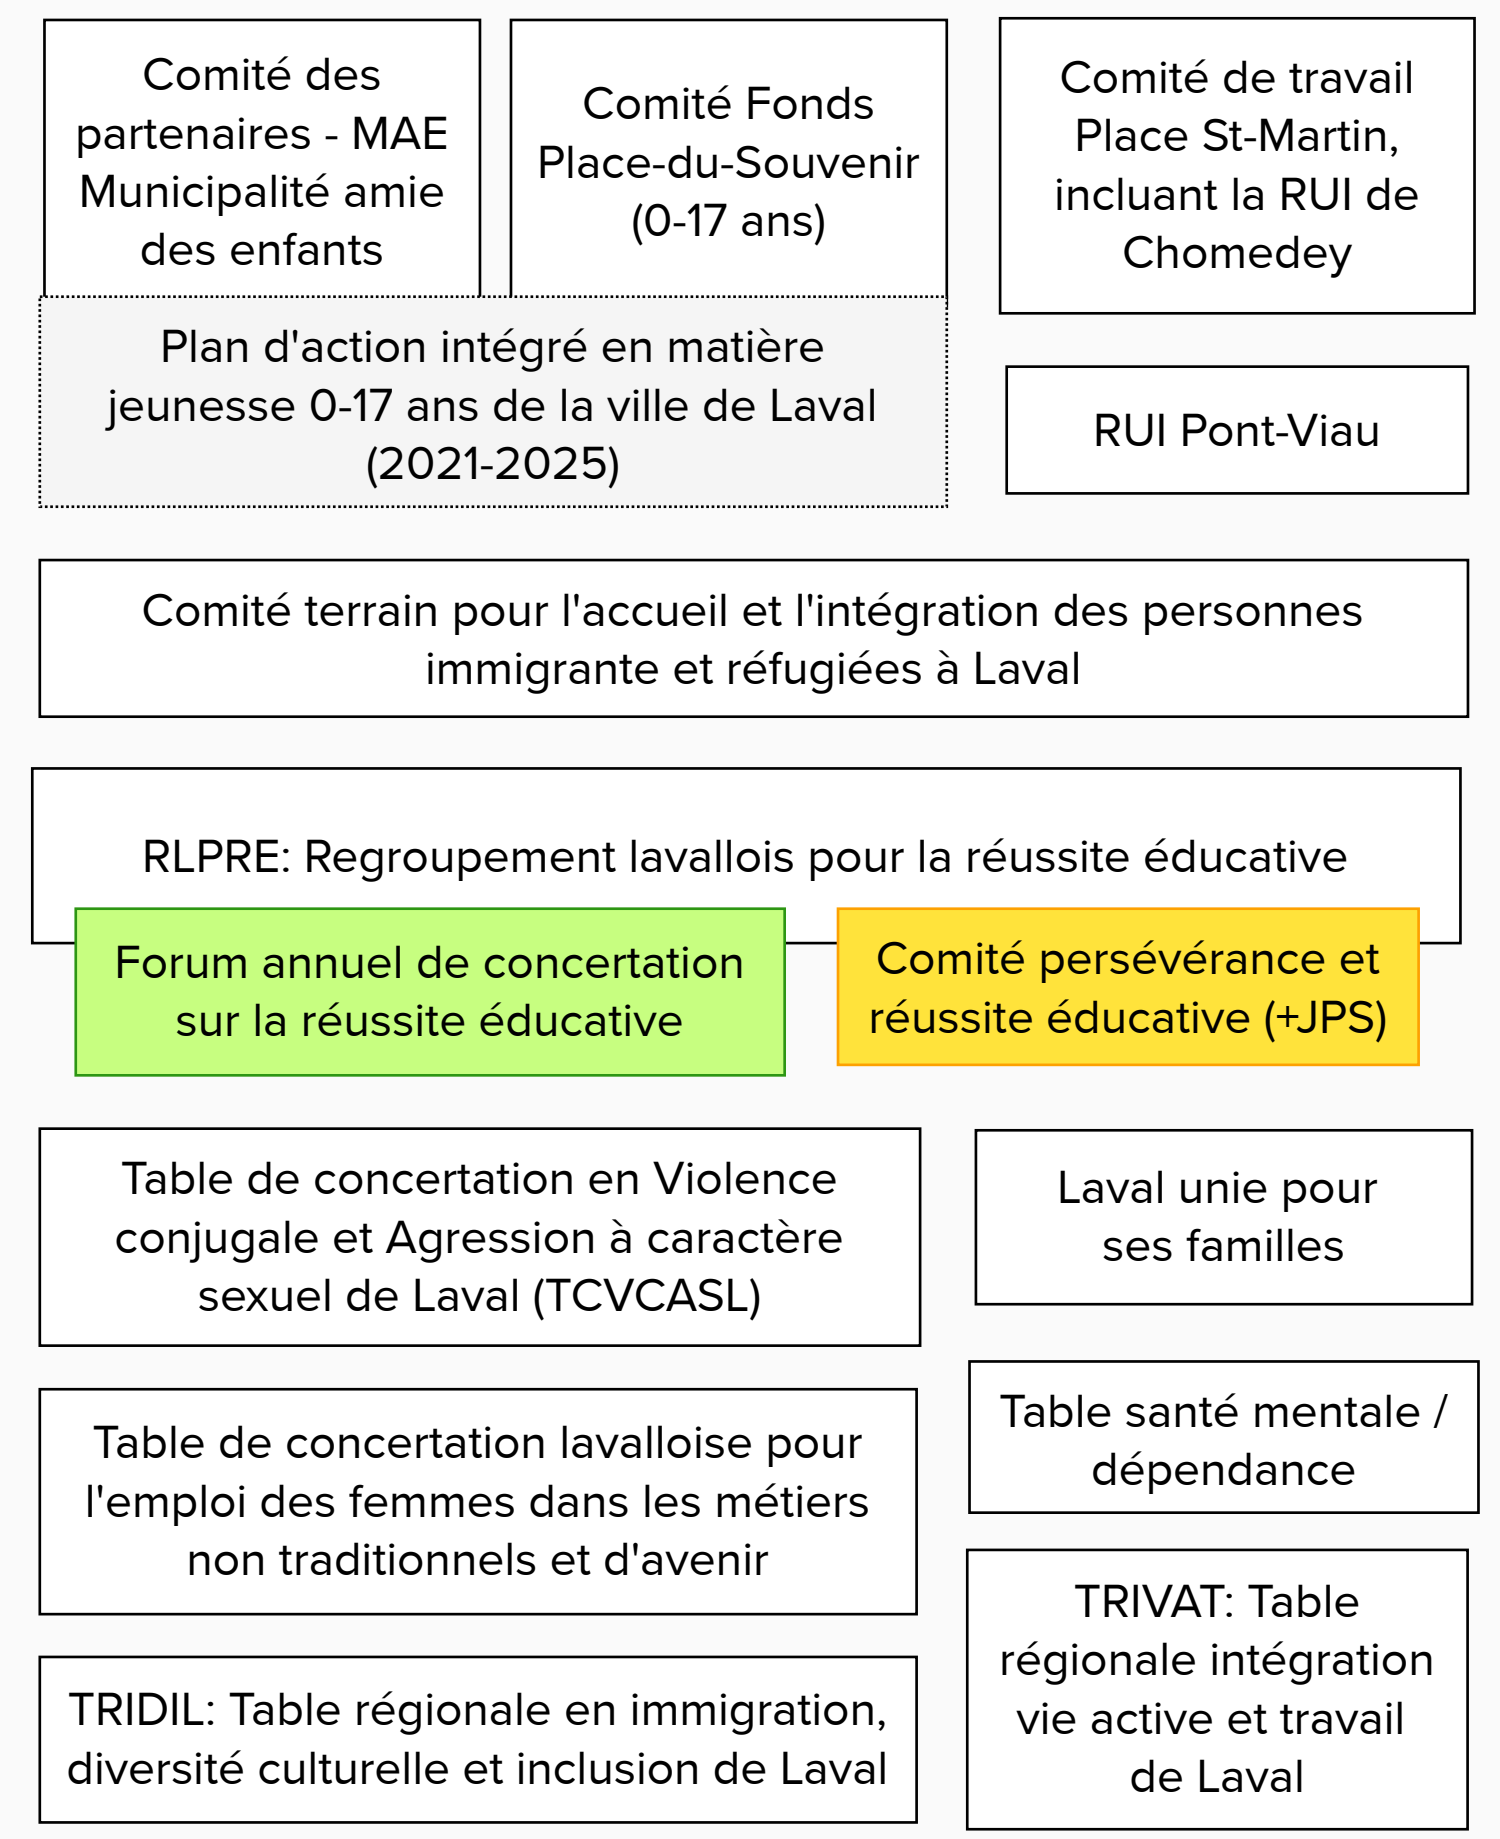 Comité des
partenaires - MAE
Municipalité amie
des enfants
Comité Fonds
Place-du-Souvenir
(0-17 ans)
Comité de travail
Place St-Martin,
incluant la RUI de
Chomedey
Plan d'action intégré en matière
jeunesse 0-17 ans de la ville de Laval
(2021-2025)
RUI Pont-Viau
Comité terrain pour l'accueil et l'intégration des personnes
immigrante et réfugiées à Laval
RLPRE: Regroupement lavallois pour la réussite éducative
Forum annuel de concertation
sur la réussite éducative
Comité persévérance et
réussite éducative (+JPS)
Table de concertation en Violence
conjugale et Agression à caractère
sexuel de Laval (TCVCASL)
Laval unie pour
ses familles
Table de concertation lavalloise pour
l'emploi des femmes dans les métiers
non traditionnels et d'avenir
Table santé mentale /
dépendance
TRIDIL: Table régionale en immigration,
diversité culturelle et inclusion de Laval
TRIVAT: Table
régionale intégration
vie active et travail
de Laval